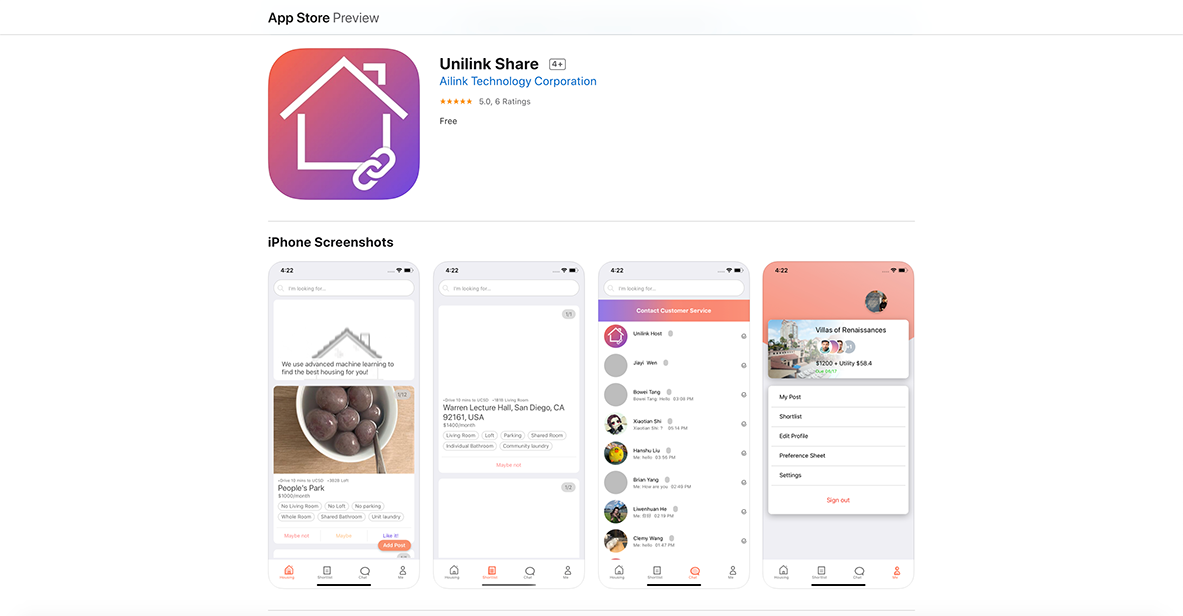 App Store Preview
Unilink Share 4+
Ailink Technology Corporation
★★★★★ 5.0, 6 Ratings
Free
iPhone Screenshots
4:22
I'm looking for...
We use advanced machine learning to
find the best housing for you!
1/12
•Drive 10 mins to UCSD
People's Park
$1000/month
No Living Room
No Loft
No parking
Whole Room
Shared Bathroom
Unit laundry
Maybe not
Maybe
Like it!
Add Post
Housing
Shortlist
Chat
Me
4:22
I'm looking for...
1/1
•Drive 10 mins to UCSD •1B1B Living Room
Warren Lecture Hall, San Diego, CA
92161, USA
$1400/month
Living Room
Loft
Parking
Shared Room
Individual Bathroom
Community laundry
Maybe not
1/2
Housing
Shortlist
Chat
Me
4:22
I'm looking for...
Contact Customer Service
Unilink Host
Jiayi Wen
Bowei Tang
Bowei Tang: Hello 03:08 PM
Xiaotian Shi
Xiaotian Shi: ? 05:14 PM
Hanshu Liu
Me: hello 03:56 PM
Brian Yang
Me: How are you 02:49 PM
Liwenhuan He
Me: 02:19 PM
Clemy Wang
Me: Hello 01:47 PM
Housing
Shortlist
Chat
Me
4:22
Villas of Renaissances
$1200 + Utility $58.4
Due 06/17
My Post
Shortlist
Edit Profile
Preference Sheet
Settings
Sign out
Housing
Shortlist
Chat
Me